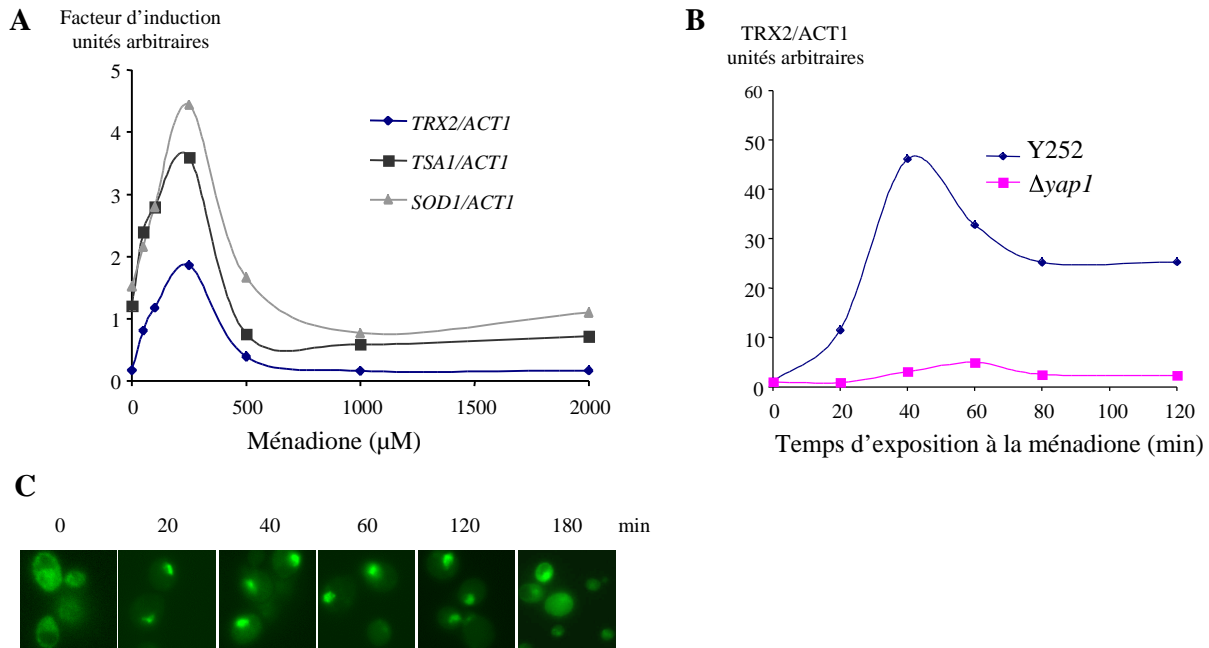 A
Facteur d’induction
unités arbitraires
5
4
3
2
1
0
0 500 1000 1500 2000
Ménadione (µM)
TRX2/ACT1
TSA1/ACT1
SOD1/ACT1
B
TRX2/ACT1
unités arbitraires
60
50
40
30
20
10
0
0 20 40 60 80 100 120
Temps d’exposition à la ménadione (min)
Y252
Δyap1
C
0 20 40 60 120 180 min